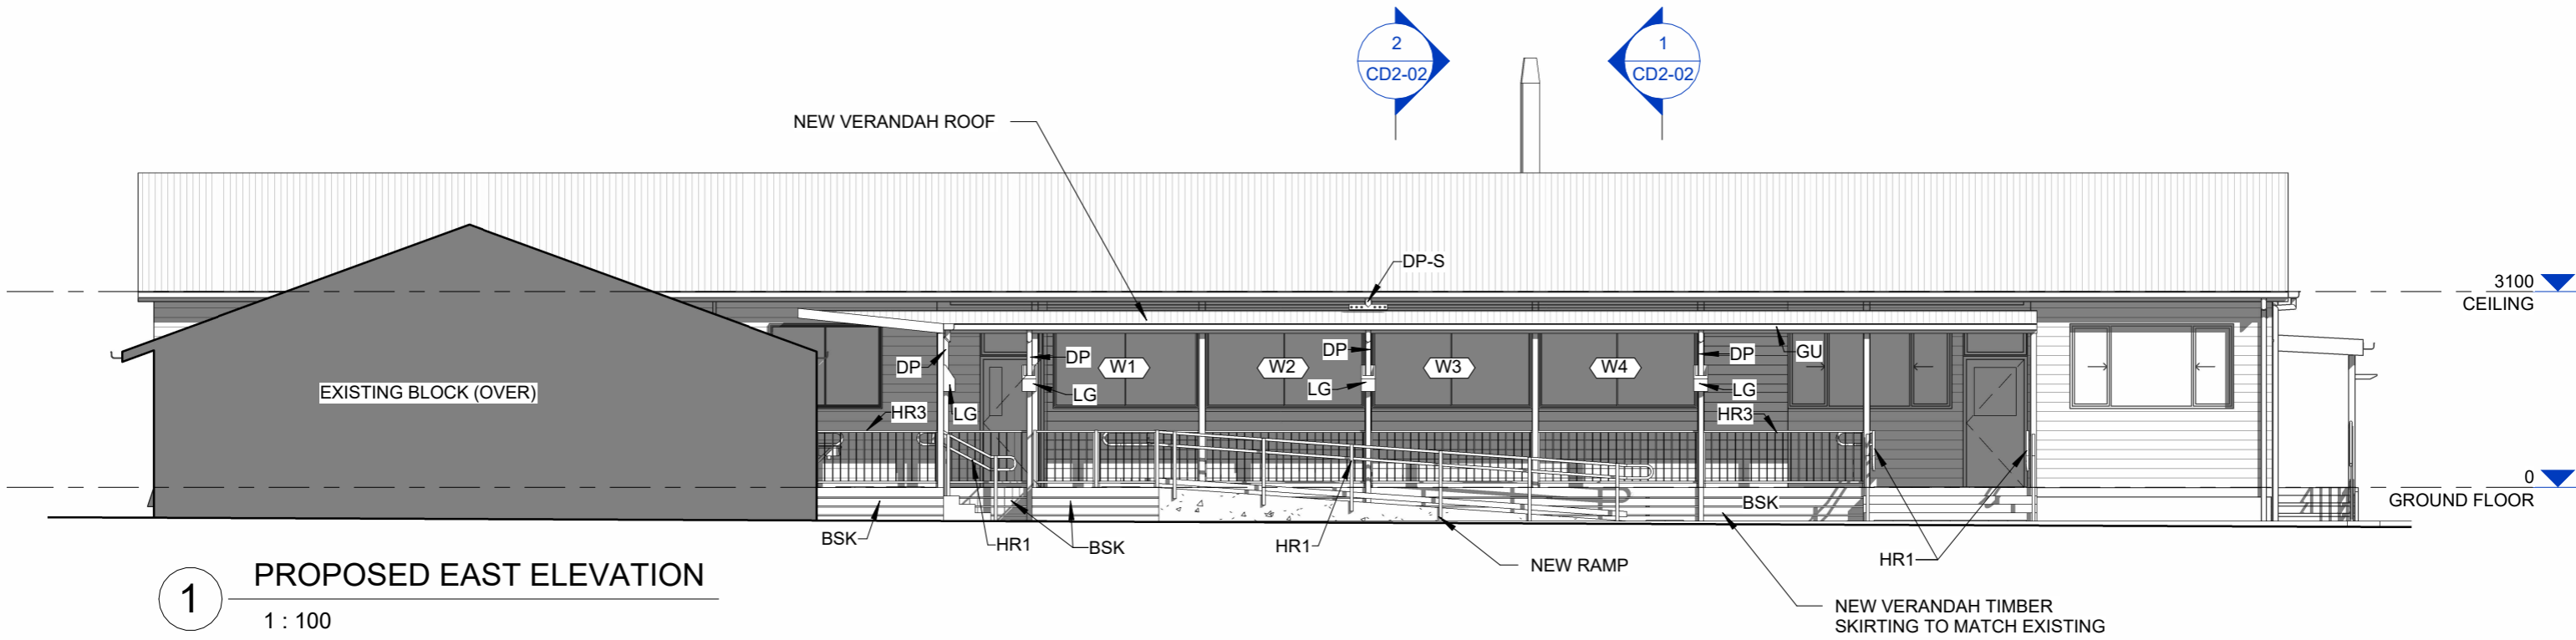 2
CD2-02
1
CD2-02
NEW VERANDAH ROOF
DP-S
3100
CEILING
DP
DP
W1
W2
DP
W3
W4
DP
GU
EXISTING BLOCK (OVER)
HR3
LG
LG
LG
LG
HR3
0
GROUND FLOOR
BSK
BSK
HR1
BSK
HR1
NEW RAMP
HR1
NEW VERANDAH TIMBER
SKIRTING TO MATCH EXISTING
1
PROPOSED EAST ELEVATION
1 : 100